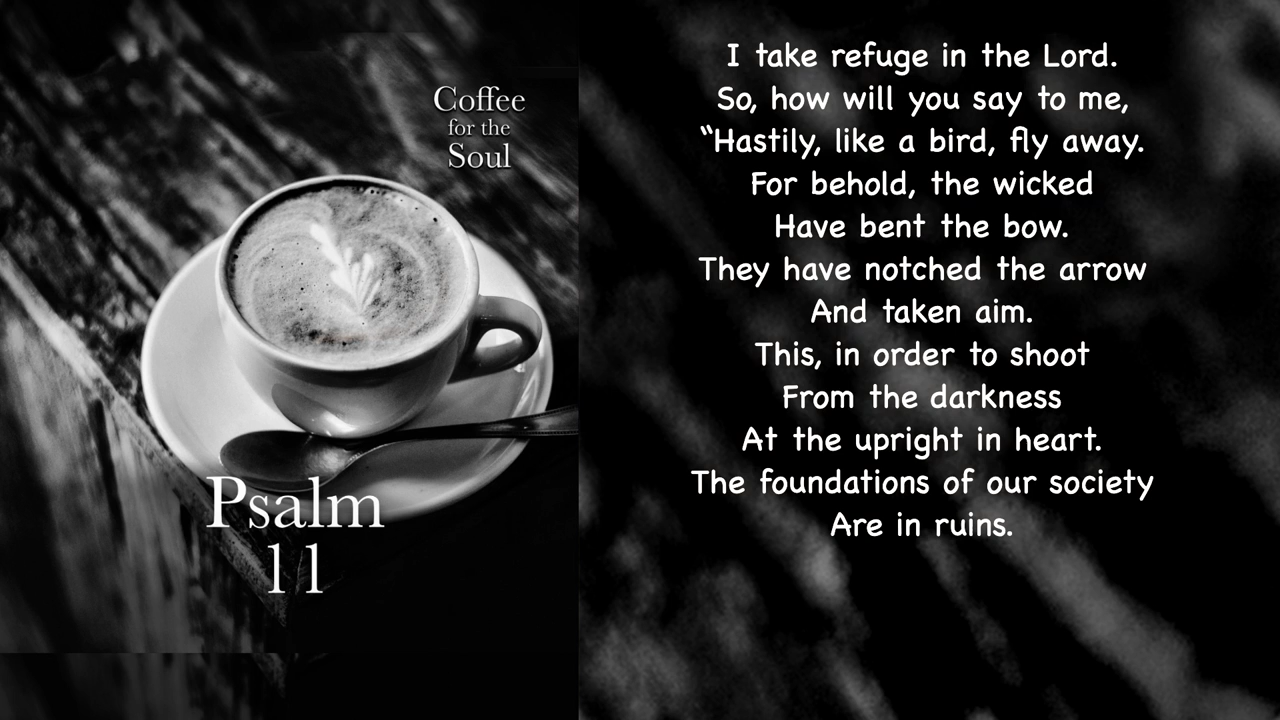 Coffee
for the
Soul
Psalm
11
I take refuge in the Lord.
So, how will you say to me,
“Hastily, like a bird, fly away.
For behold, the wicked
Have bent the bow.
They have notched the arrow
And taken aim.
This, in order to shoot
From the darkness
At the upright in heart.
The foundations of our society
Are in ruins.